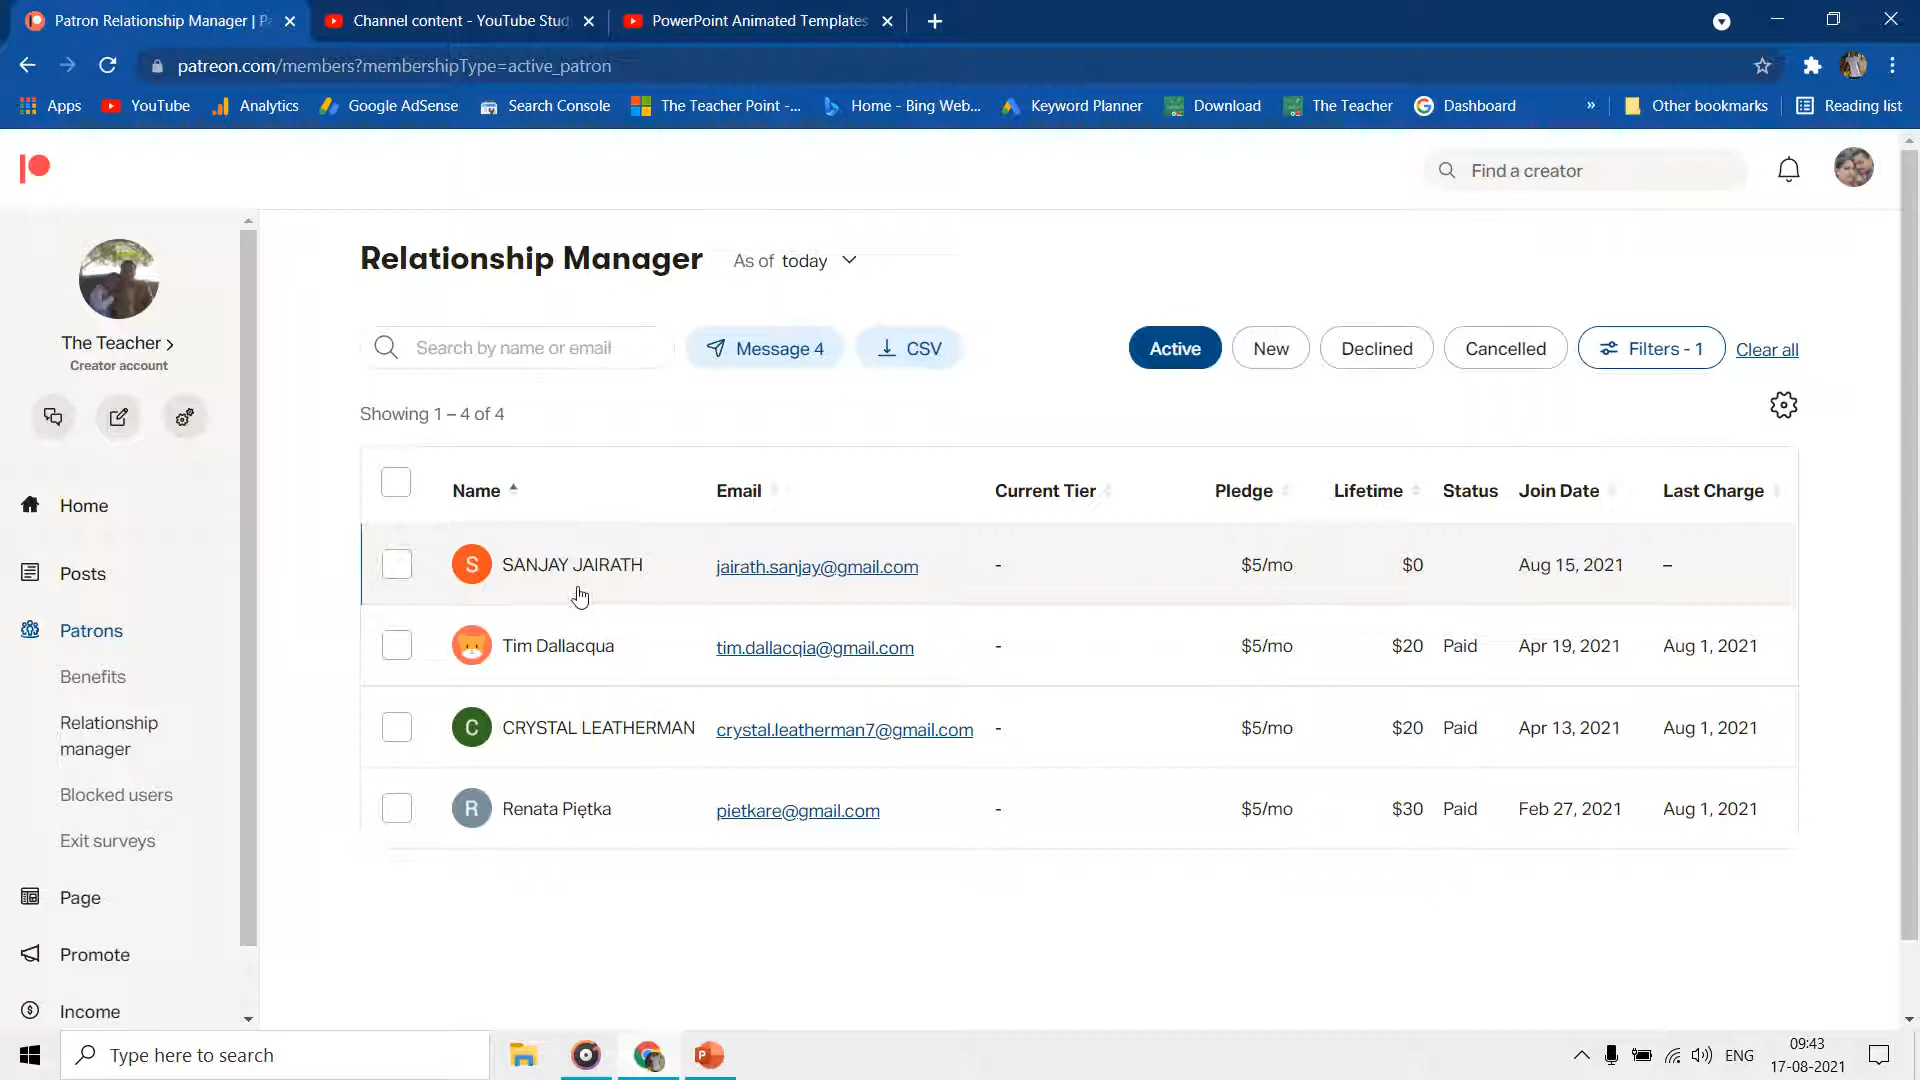 Patron Relationship Manager | P
Channel content - YouTube Stud
PowerPoint Animated Templates
patreon.com/members?membershipType=active_patron
Apps
YouTube
Analytics
Google AdSense
Search Console
The Teacher Point -...
Home - Bing Web...
Keyword Planner
Download
The Teacher
Dashboard
»
Other bookmarks
Reading list
Find a creator
The Teacher
Creator account
Home
Posts
Patrons
Benefits
Relationship
manager
Blocked users
Exit surveys
Page
Promote
Income
Relationship Manager
As of today
Search by name or email
Message 4
CSV
Active
New
Declined
Cancelled
Filters - 1
Clear all
Showing 1 – 4 of 4
Name Email Current Tier Pledge Lifetime Status Join Date Last Charge
S SANJAY JAIRATH jairath.sanjay@gmail.com - $5/mo $0 Aug 15, 2021 –
Tim Dallacqua tim.dallacqia@gmail.com - $5/mo $20 Paid Apr 19, 2021 Aug 1, 2021
C CRYSTAL LEATHERMAN crystal.leatherman7@gmail.com - $5/mo $20 Paid Apr 13, 2021 Aug 1, 2021
R Renata Piętka pietkare@gmail.com - $5/mo $30 Paid Feb 27, 2021 Aug 1, 2021
Type here to search
ENG
09:43
17-08-2021